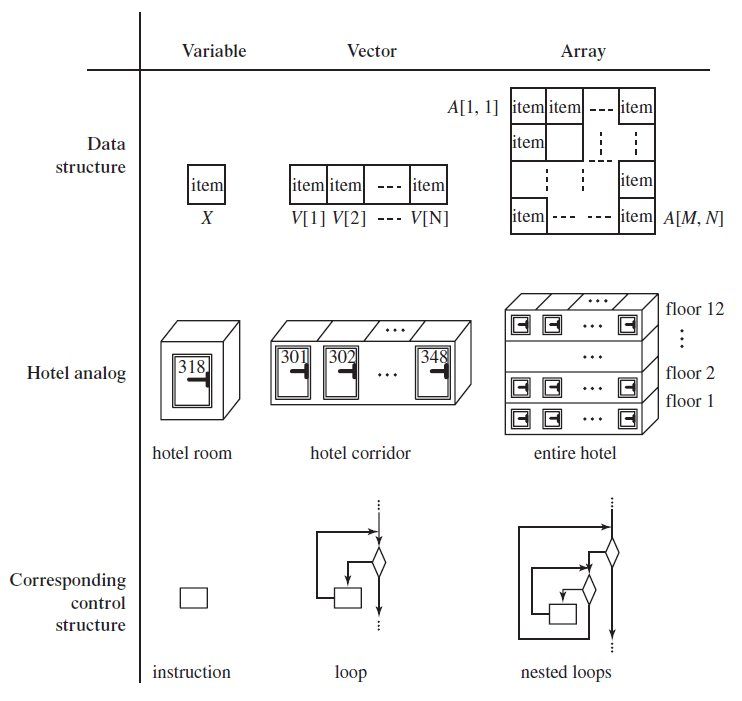 Variable Vector Array
A[1, 1] item item --- item
item
Data
structure
item item item --- item item
X V[1] V[2] --- V[N] item --- --- item A[M, N]
floor 12
318 301 302 ... 348
Hotel analog
floor 2
floor 1
hotel room hotel corridor entire hotel
Corresponding
control
structure
instruction loop nested loops